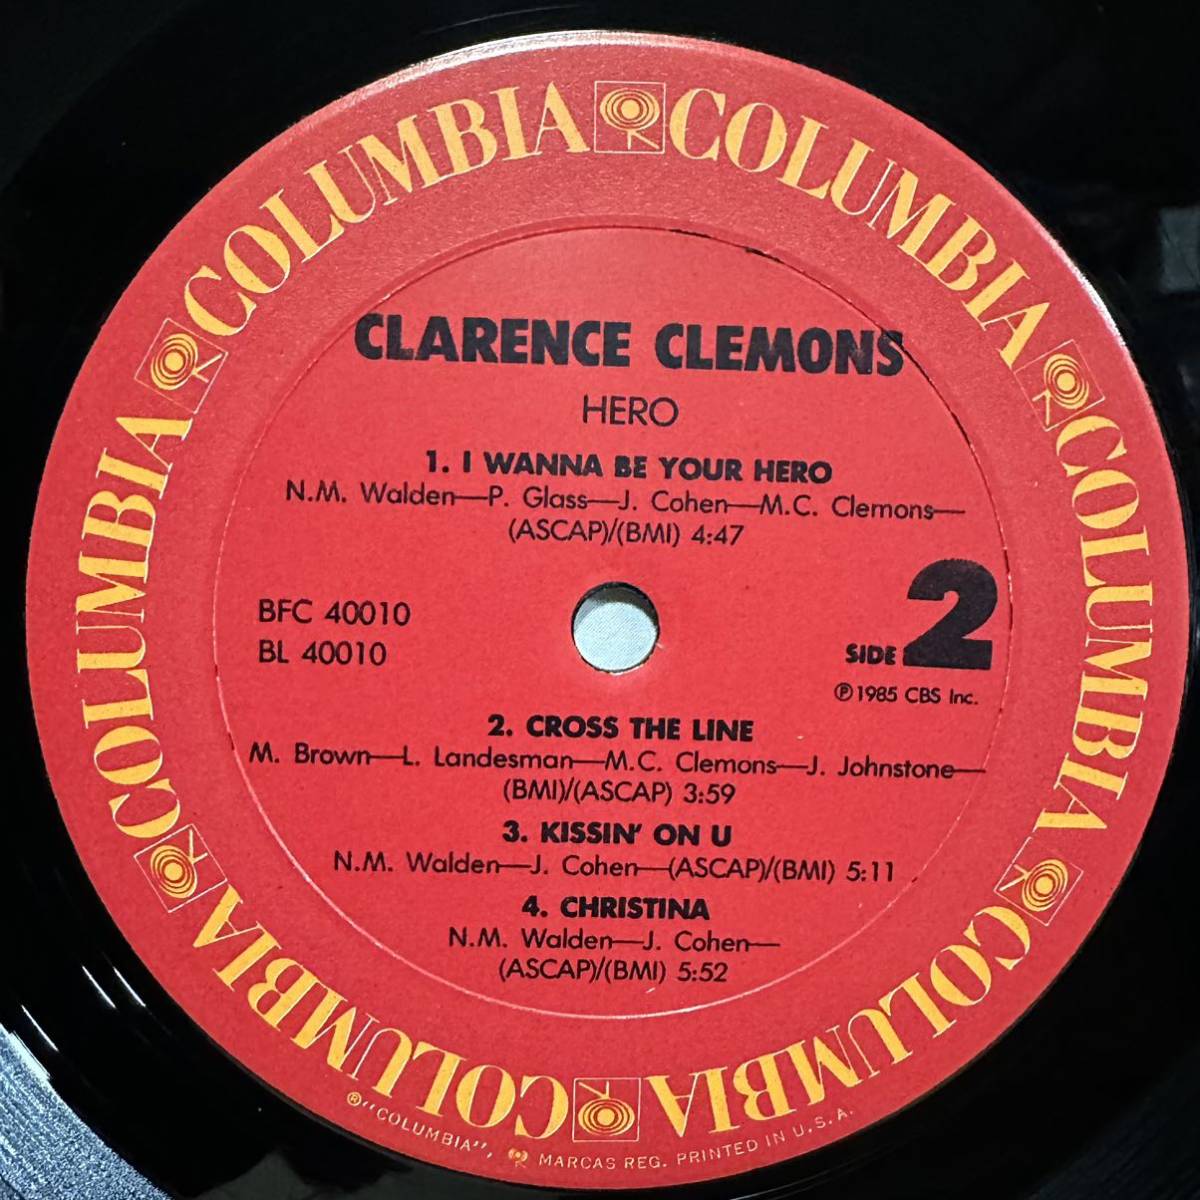 COLUMBIA COLUMBIA COLUMBIA COLUMBIA COLUMBIA COLUMBIA
CLARENCE CLEMONS
HERO
1. I WANNA BE YOUR HERO
N.M. Walden—P. Glass—J. Cohen—M.C. Clemons—
(ASCAP)/(BMI) 4:47
BFC 40010
BL 40010
SIDE 2
℗1985 CBS Inc.
2. CROSS THE LINE
M. Brown—L. Landesman—M.C. Clemons—J. Johnstone—
(BMI)/(ASCAP) 3:59
3. KISSIN' ON U
N.M. Walden—J. Cohen—(ASCAP)/(BMI) 5:11
4. CHRISTINA
N.M. Walden—J. Cohen—
(ASCAP)/(BMI) 5:52
®"COLUMBIA", MARCAS REG. PRINTED IN U.S.A.